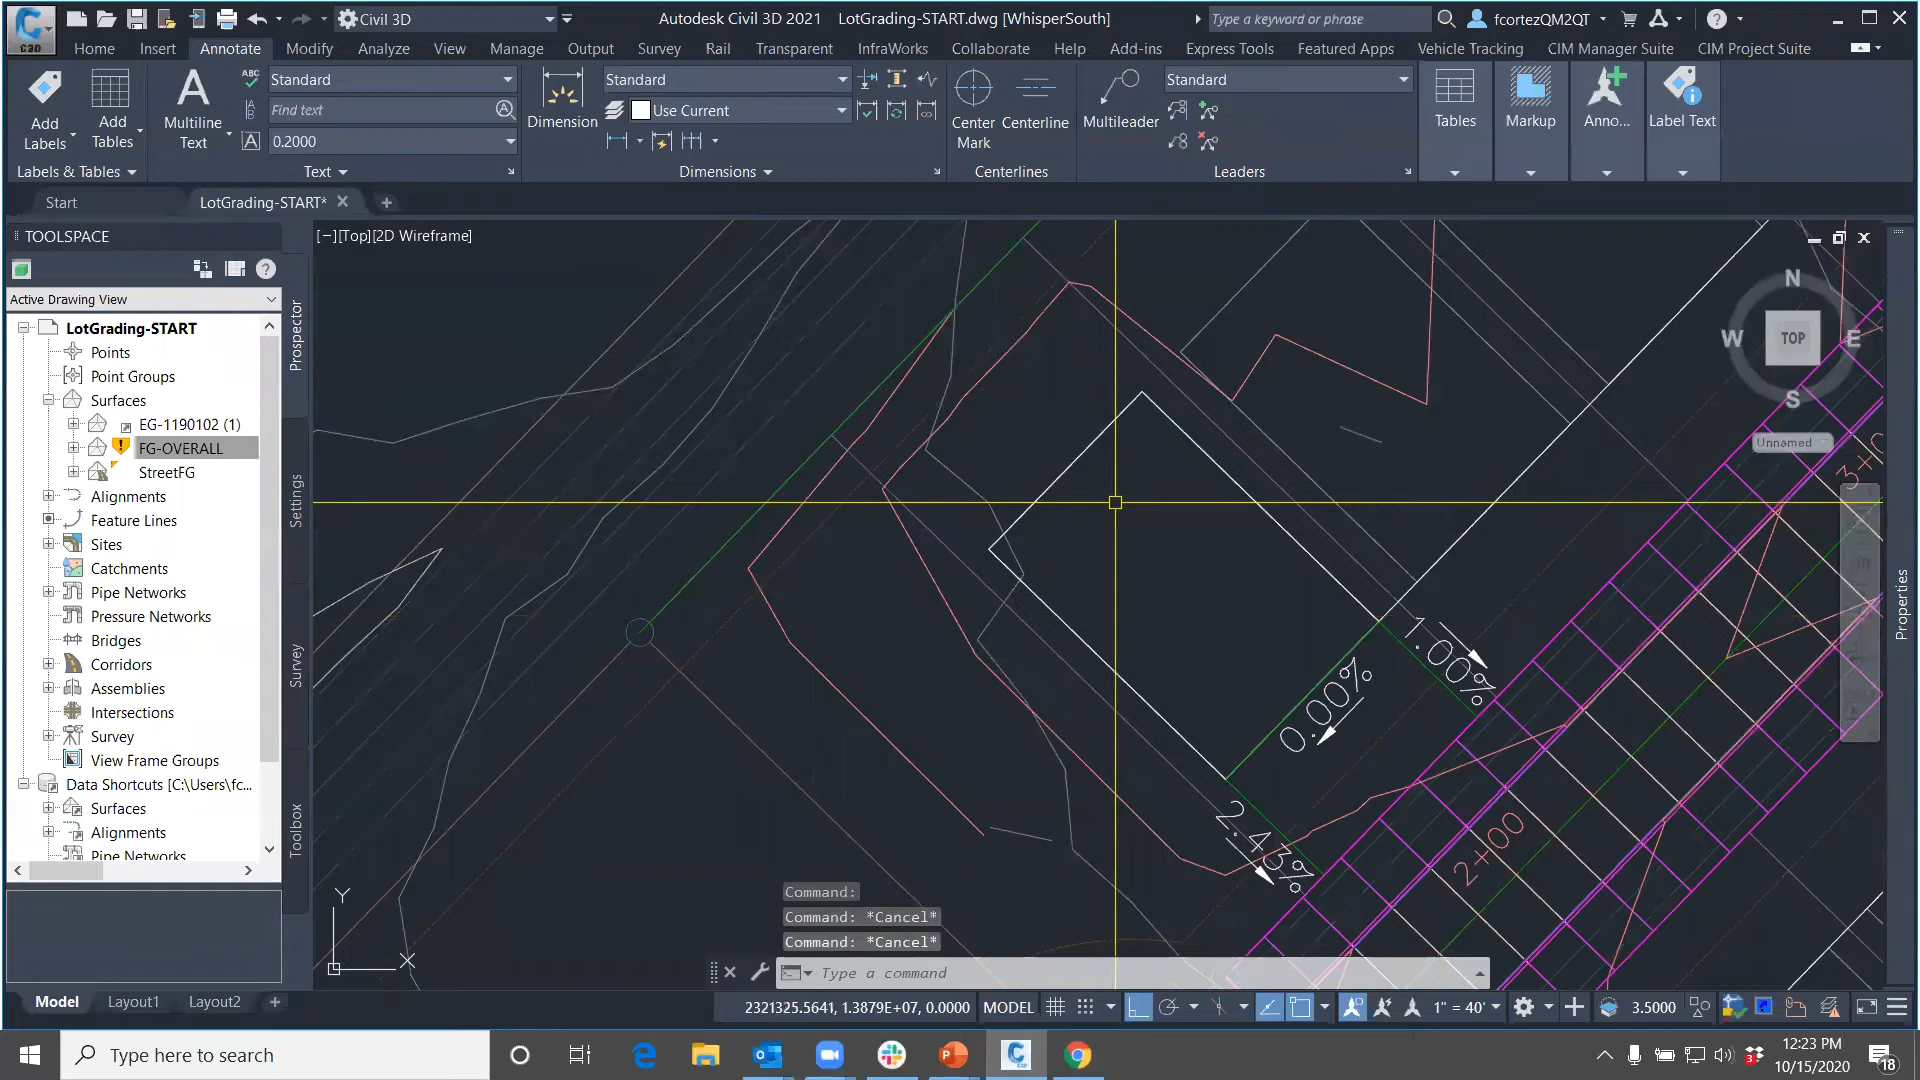 C3D
Civil 3D
Autodesk Civil 3D 2021 LotGrading-START.dwg [WhisperSouth]
Type a keyword or phrase
fcortezQM2QT
Home Insert Annotate Modify Analyze View Manage Output Survey Rail Transparent InfraWorks Collaborate Help Add-ins Express Tools Featured Apps Vehicle Tracking CIM Manager Suite CIM Project Suite
Add Labels
Add Tables
Labels & Tables
Multiline Text
ABC
Standard
Find text
0.2000
Text
Dimension
Standard
Use Current
Dimensions
Center Mark
Centerline
Centerlines
Multileader
Standard
Leaders
Tables
Markup
Anno...
Label Text
Start
LotGrading-START*
TOOLSPACE
Active Drawing View
LotGrading-START
Points
Point Groups
Surfaces
EG-1190102 (1)
FG-OVERALL
StreetFG
Alignments
Feature Lines
Sites
Catchments
Pipe Networks
Pressure Networks
Bridges
Corridors
Assemblies
Intersections
Survey
View Frame Groups
Data Shortcuts [C:\Users\fc...
Surfaces
Alignments
Pipe Networks
Prospector
Settings
Survey
Toolbox
[−][Top][2D Wireframe]
N
W
TOP
E
S
Unnamed
Properties
1.00%
0.00%
2.43%
2+00
Y
X
Command:
Command: *Cancel*
Command: *Cancel*
Type a command
Model Layout1 Layout2
2321325.5641, 1.3879E+07, 0.0000 MODEL
1" = 40'
3.5000
Type here to search
12:23 PM
10/15/2020
18